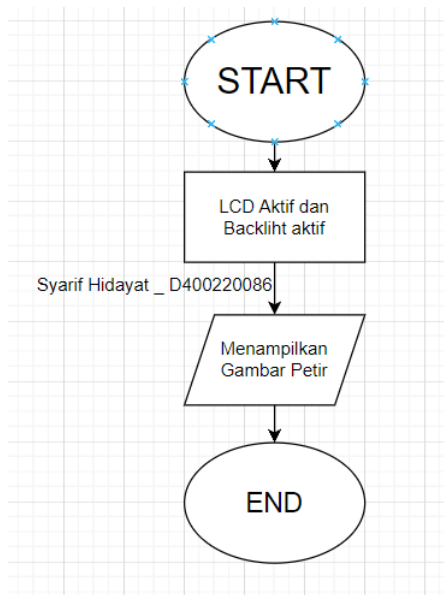 START
LCD Aktif dan
Backliht aktif
Syarif Hidayat _ D400220086
Menampilkan
Gambar Petir
END